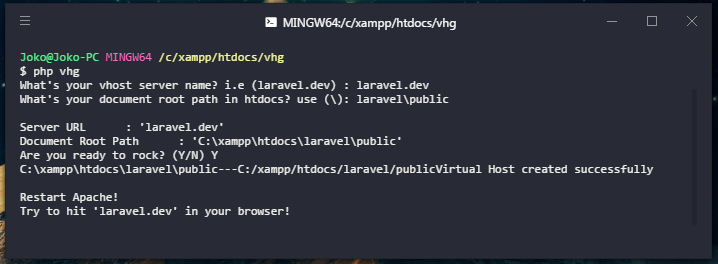 MINGW64:/c/xampp/htdocs/vhg
Joko@Joko-PC MINGW64 /c/xampp/htdocs/vhg
$ php vhg
What's your vhost server name? i.e (laravel.dev) : laravel.dev
What's your document root path in htdocs? use (\): laravel\public
Server URL      : 'laravel.dev'
Document Root Path      : 'C:\xampp\htdocs\laravel\public'
Are you ready to rock? (Y/N) Y
C:\xampp\htdocs\laravel\public---C:/xampp/htdocs/laravel/publicVirtual Host created successfully
Restart Apache!
Try to hit 'laravel.dev' in your browser!